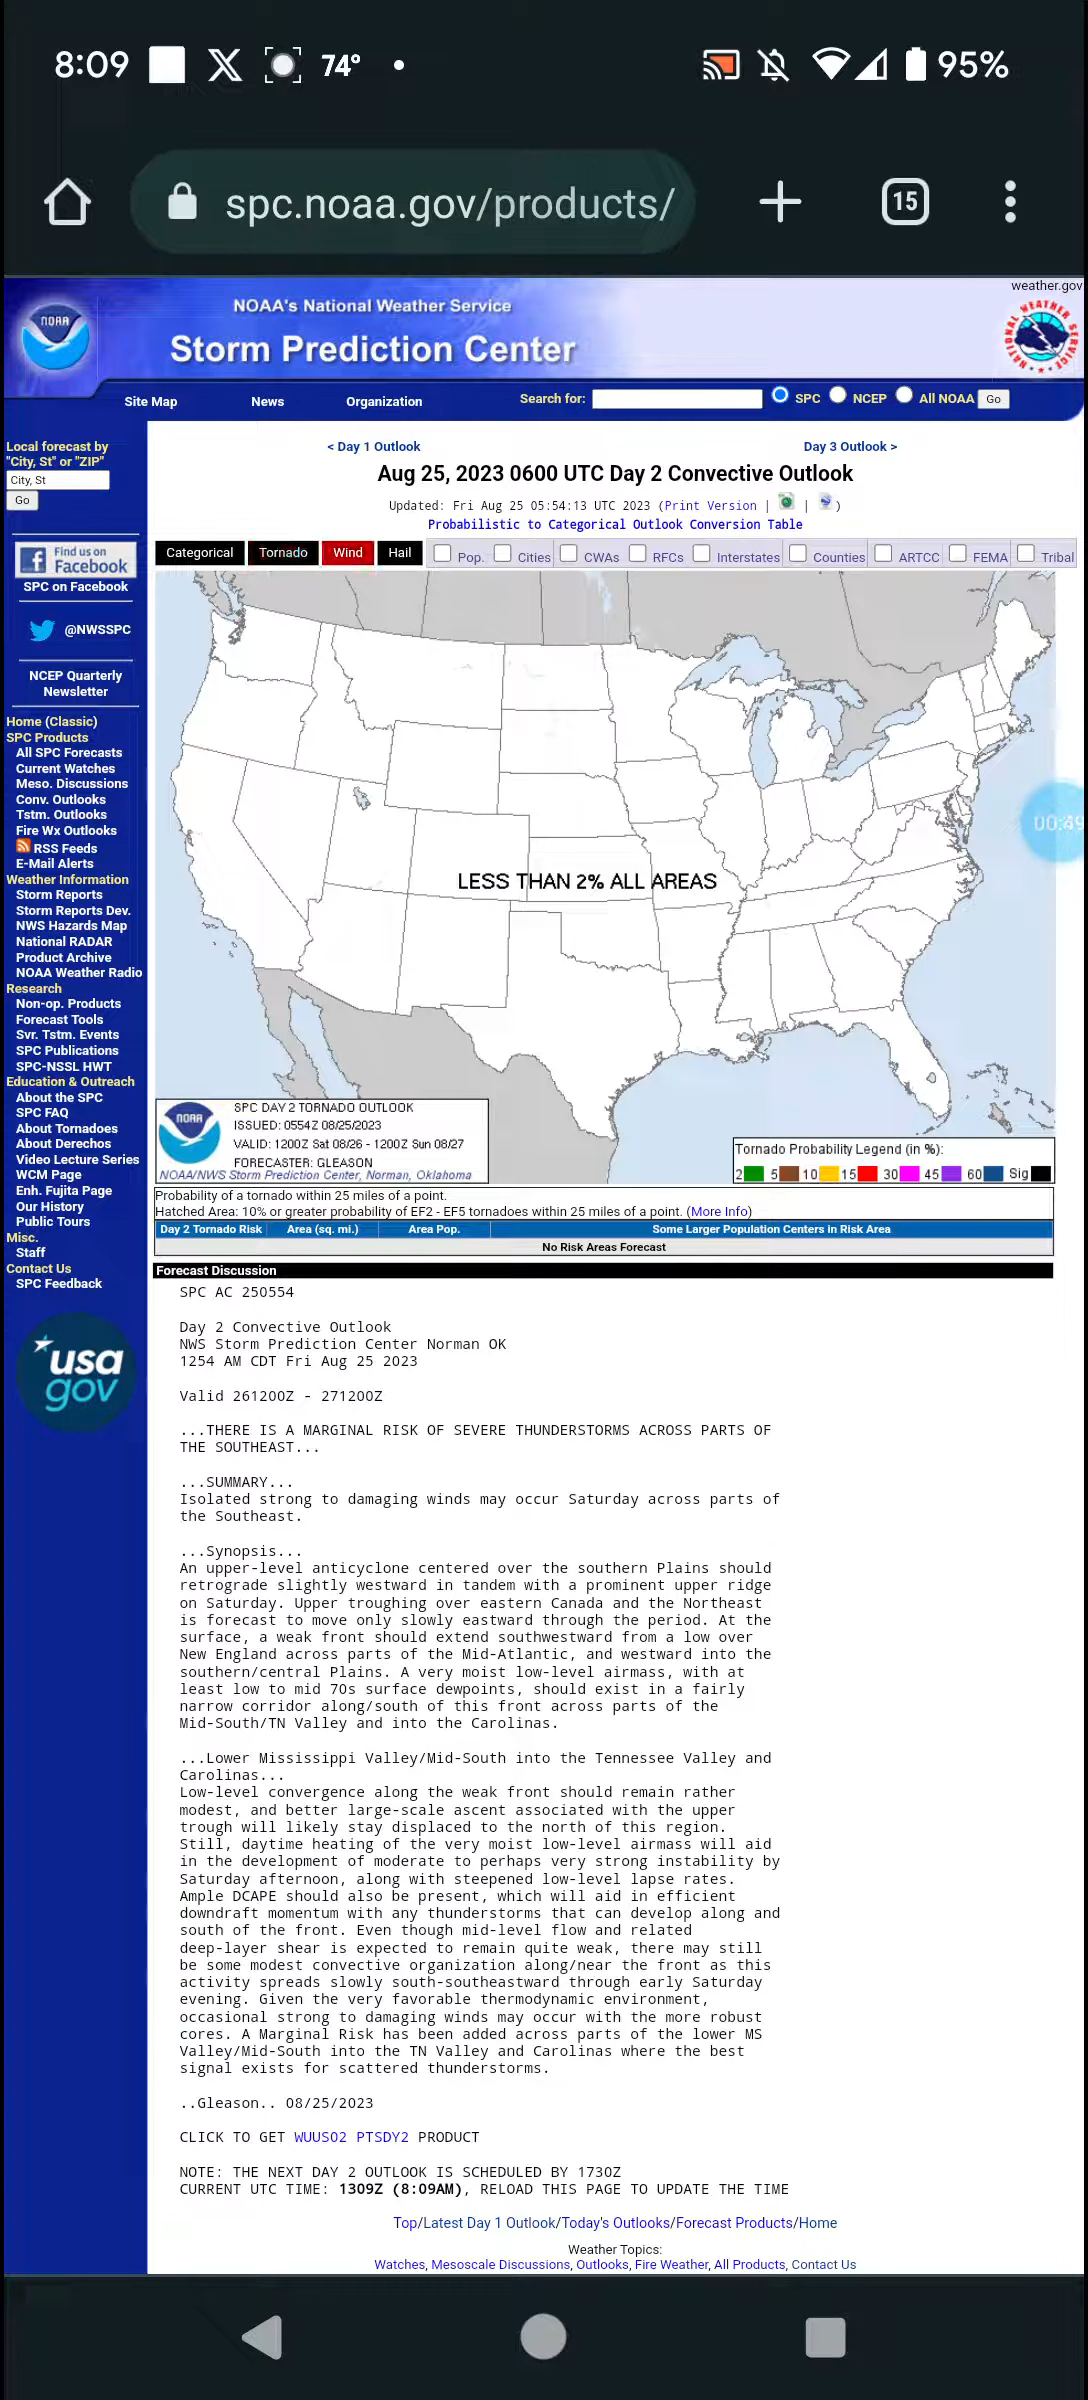 8:09 74° 95%
spc.noaa.gov/products/ 15
weather.gov
NOAA's National Weather Service
Storm Prediction Center
Site Map News Organization Search for: SPC NCEP All NOAA Go
Local forecast by
"City, St" or "ZIP"
City, St
Go
Find us on
Facebook
SPC on Facebook
@NWSSPC
NCEP Quarterly
Newsletter
Home (Classic)
SPC Products
All SPC Forecasts
Current Watches
Meso. Discussions
Conv. Outlooks
Tstm. Outlooks
Fire Wx Outlooks
RSS Feeds
E-Mail Alerts
Weather Information
Storm Reports
Storm Reports Dev.
NWS Hazards Map
National RADAR
Product Archive
NOAA Weather Radio
Research
Non-op. Products
Forecast Tools
Svr. Tstm. Events
SPC Publications
SPC-NSSL HWT
Education & Outreach
About the SPC
SPC FAQ
About Tornadoes
About Derechos
Video Lecture Series
WCM Page
Enh. Fujita Page
Our History
Public Tours
Misc.
Staff
Contact Us
SPC Feedback
usa
gov
< Day 1 Outlook Day 3 Outlook >
Aug 25, 2023 0600 UTC Day 2 Convective Outlook
Updated: Fri Aug 25 05:54:13 UTC 2023 (Print Version | | )
Probabilistic to Categorical Outlook Conversion Table
Categorical Tornado Wind Hail Pop. Cities CWAs RFCs Interstates Counties ARTCC FEMA Tribal
00:49
LESS THAN 2% ALL AREAS
NOAA
SPC DAY 2 TORNADO OUTLOOK
ISSUED: 0554Z 08/25/2023
VALID: 1200Z Sat 08/26 - 1200Z Sun 08/27
FORECASTER: GLEASON
NOAA/NWS Storm Prediction Center, Norman, Oklahoma
Tornado Probability Legend (in %):
2 5 10 15 30 45 60 Sig
Probability of a tornado within 25 miles of a point.
Hatched Area: 10% or greater probability of EF2 - EF5 tornadoes within 25 miles of a point. (More Info)
Day 2 Tornado Risk Area (sq. mi.) Area Pop. Some Larger Population Centers in Risk Area
No Risk Areas Forecast
Forecast Discussion
SPC AC 250554
Day 2 Convective Outlook
NWS Storm Prediction Center Norman OK
1254 AM CDT Fri Aug 25 2023
Valid 261200Z - 271200Z
...THERE IS A MARGINAL RISK OF SEVERE THUNDERSTORMS ACROSS PARTS OF
THE SOUTHEAST...
...SUMMARY...
Isolated strong to damaging winds may occur Saturday across parts of
the Southeast.
...Synopsis...
An upper-level anticyclone centered over the southern Plains should
retrograde slightly westward in tandem with a prominent upper ridge
on Saturday. Upper troughing over eastern Canada and the Northeast
is forecast to move only slowly eastward through the period. At the
surface, a weak front should extend southwestward from a low over
New England across parts of the Mid-Atlantic, and westward into the
southern/central Plains. A very moist low-level airmass, with at
least low to mid 70s surface dewpoints, should exist in a fairly
narrow corridor along/south of this front across parts of the
Mid-South/TN Valley and into the Carolinas.
...Lower Mississippi Valley/Mid-South into the Tennessee Valley and
Carolinas...
Low-level convergence along the weak front should remain rather
modest, and better large-scale ascent associated with the upper
trough will likely stay displaced to the north of this region.
Still, daytime heating of the very moist low-level airmass will aid
in the development of moderate to perhaps very strong instability by
Saturday afternoon, along with steepened low-level lapse rates.
Ample DCAPE should also be present, which will aid in efficient
downdraft momentum with any thunderstorms that can develop along and
south of the front. Even though mid-level flow and related
deep-layer shear is expected to remain quite weak, there may still
be some modest convective organization along/near the front as this
activity spreads slowly south-southeastward through early Saturday
evening. Given the very favorable thermodynamic environment,
occasional strong to damaging winds may occur with the more robust
cores. A Marginal Risk has been added across parts of the lower MS
Valley/Mid-South into the TN Valley and Carolinas where the best
signal exists for scattered thunderstorms.
..Gleason.. 08/25/2023
CLICK TO GET WUUS02 PTSDY2 PRODUCT
NOTE: THE NEXT DAY 2 OUTLOOK IS SCHEDULED BY 1730Z
CURRENT UTC TIME: 1309Z (8:09AM), RELOAD THIS PAGE TO UPDATE THE TIME
Top/Latest Day 1 Outlook/Today's Outlooks/Forecast Products/Home
Weather Topics:
Watches, Mesoscale Discussions, Outlooks, Fire Weather, All Products, Contact Us